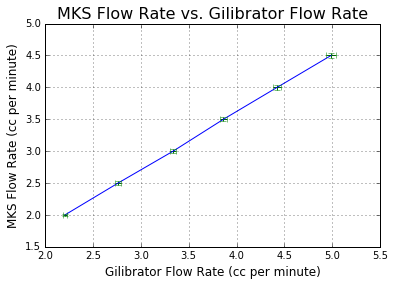 MKS Flow Rate vs. Gilibrator Flow Rate
5.0
4.5
4.0
3.5
3.0
2.5
2.0
1.5
MKS Flow Rate (cc per minute)
2.0 2.5 3.0 3.5 4.0 4.5 5.0 5.5
Gilibrator Flow Rate (cc per minute)